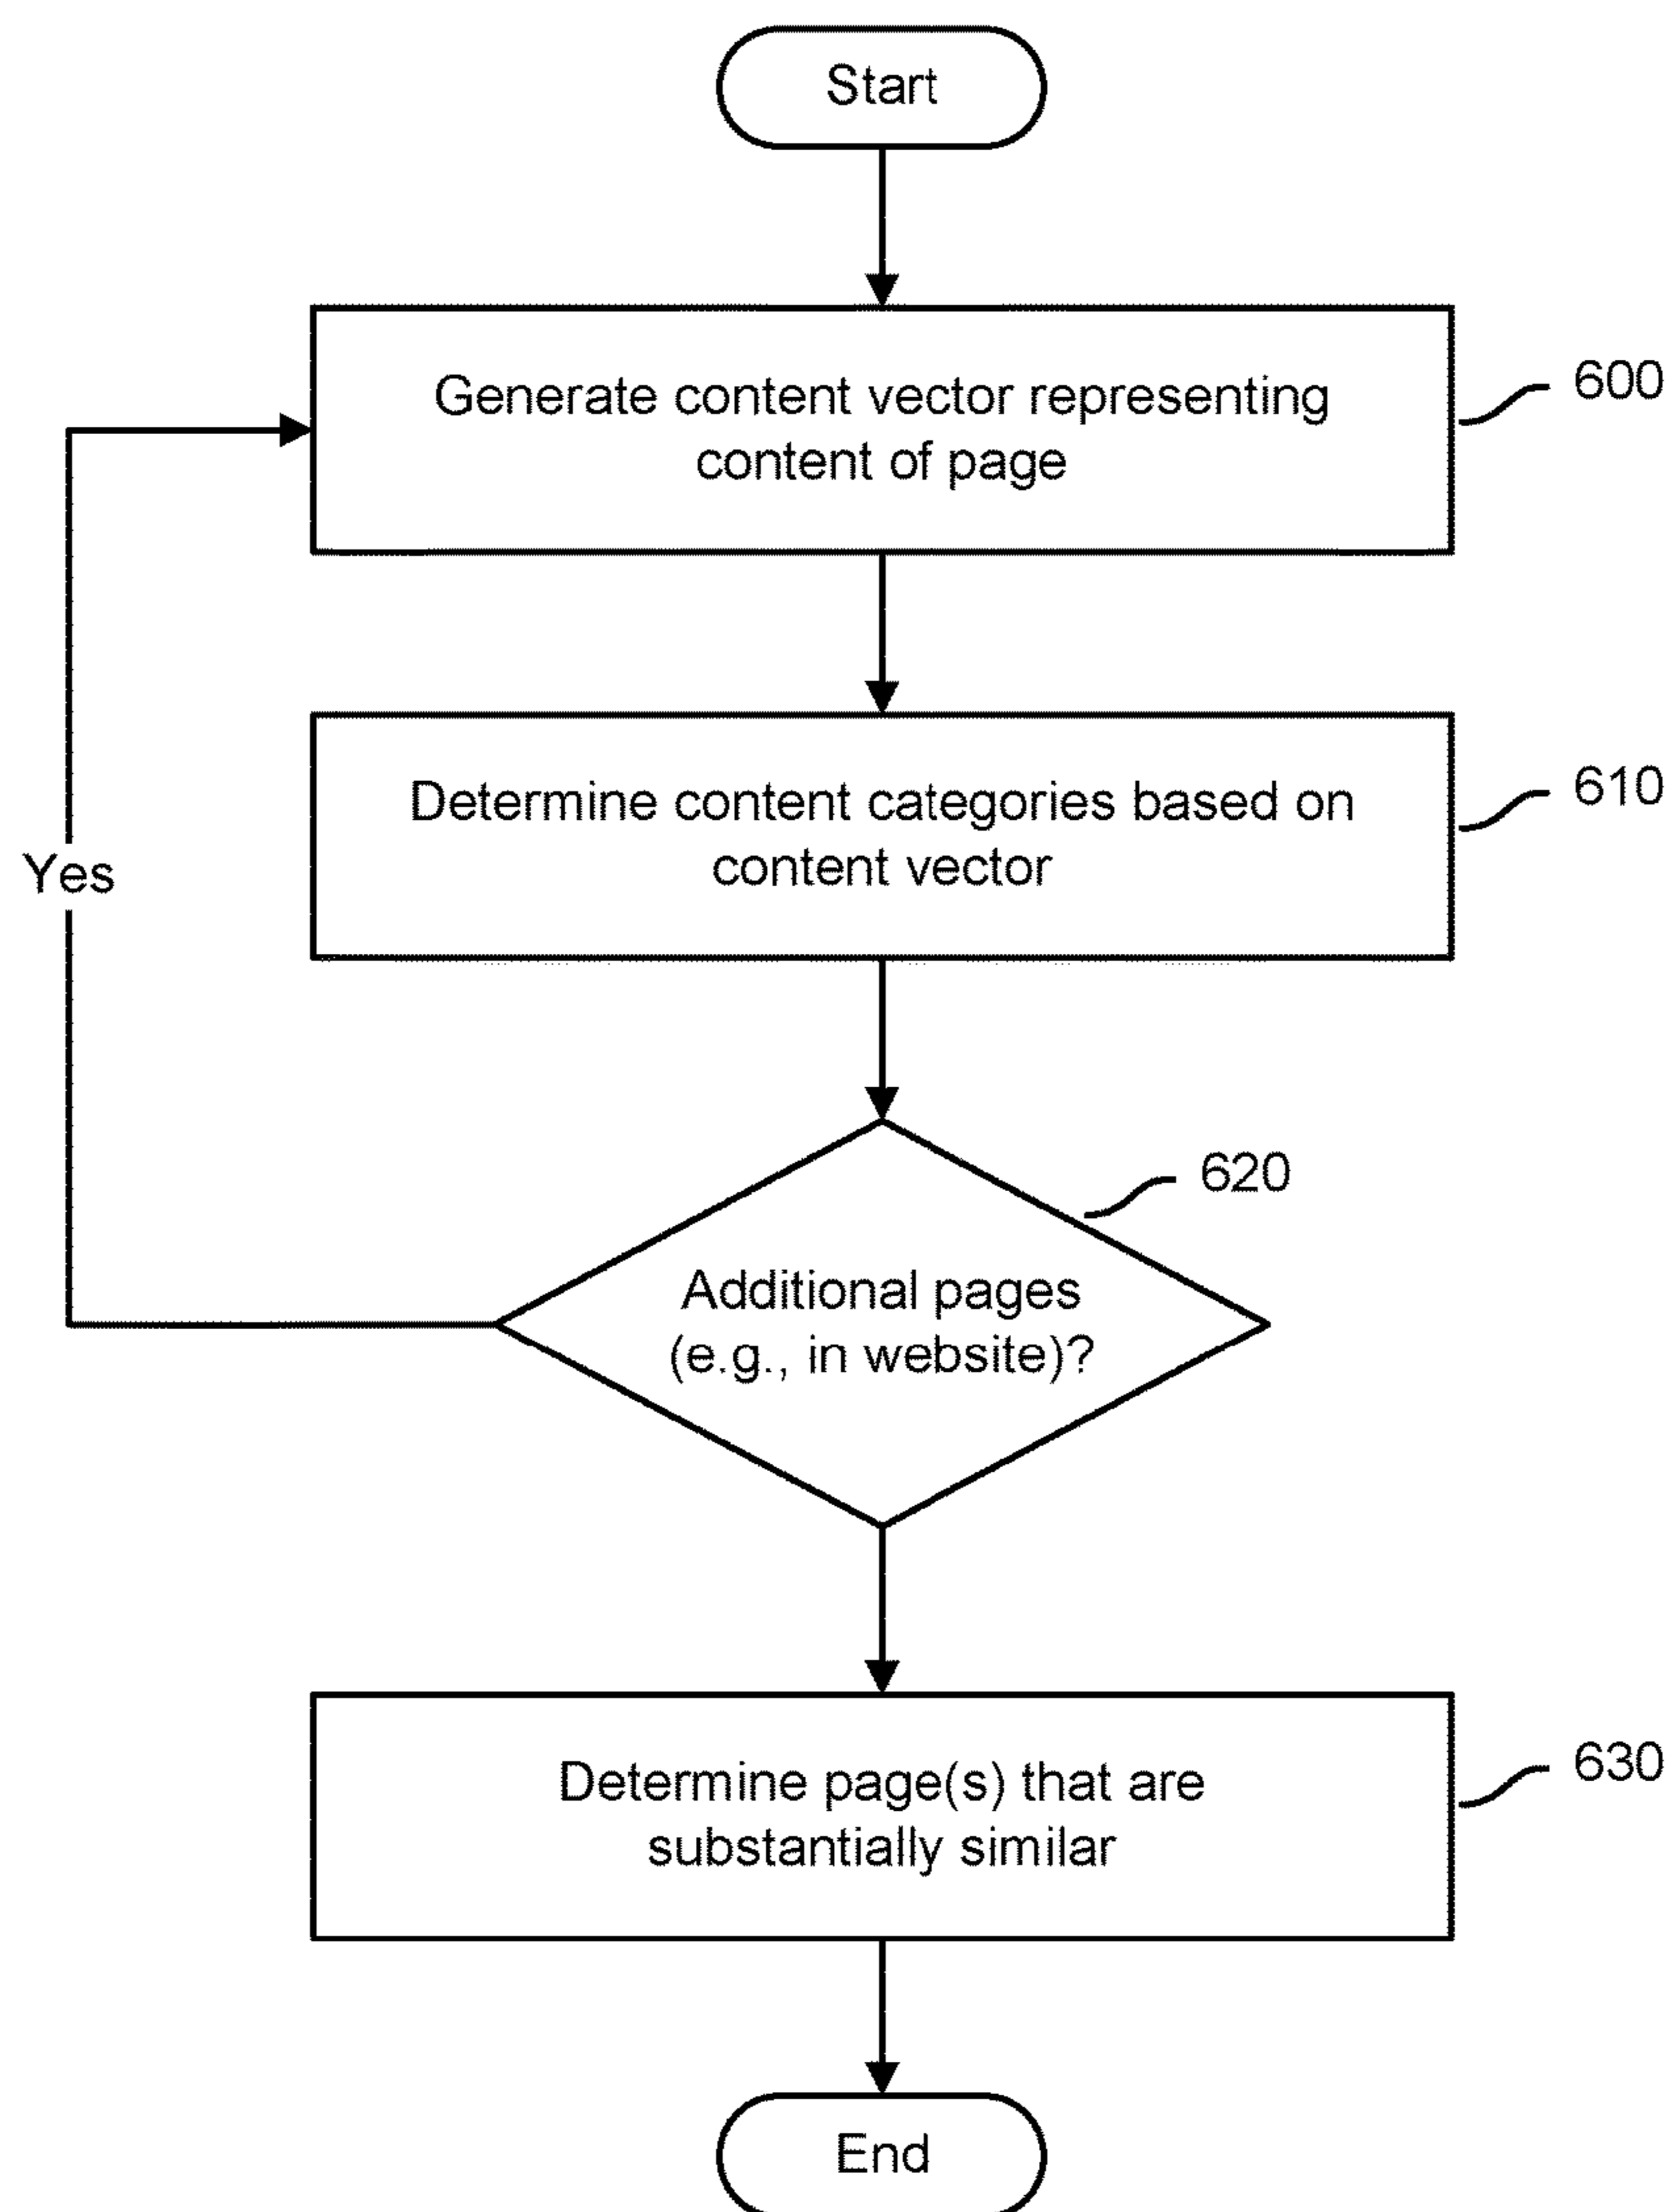 Start
Generate content vector representing
content of page
600
Determine content categories based on
content vector
610
Yes
620
Additional pages
(e.g., in website)?
Determine page(s) that are
substantially similar
630
End